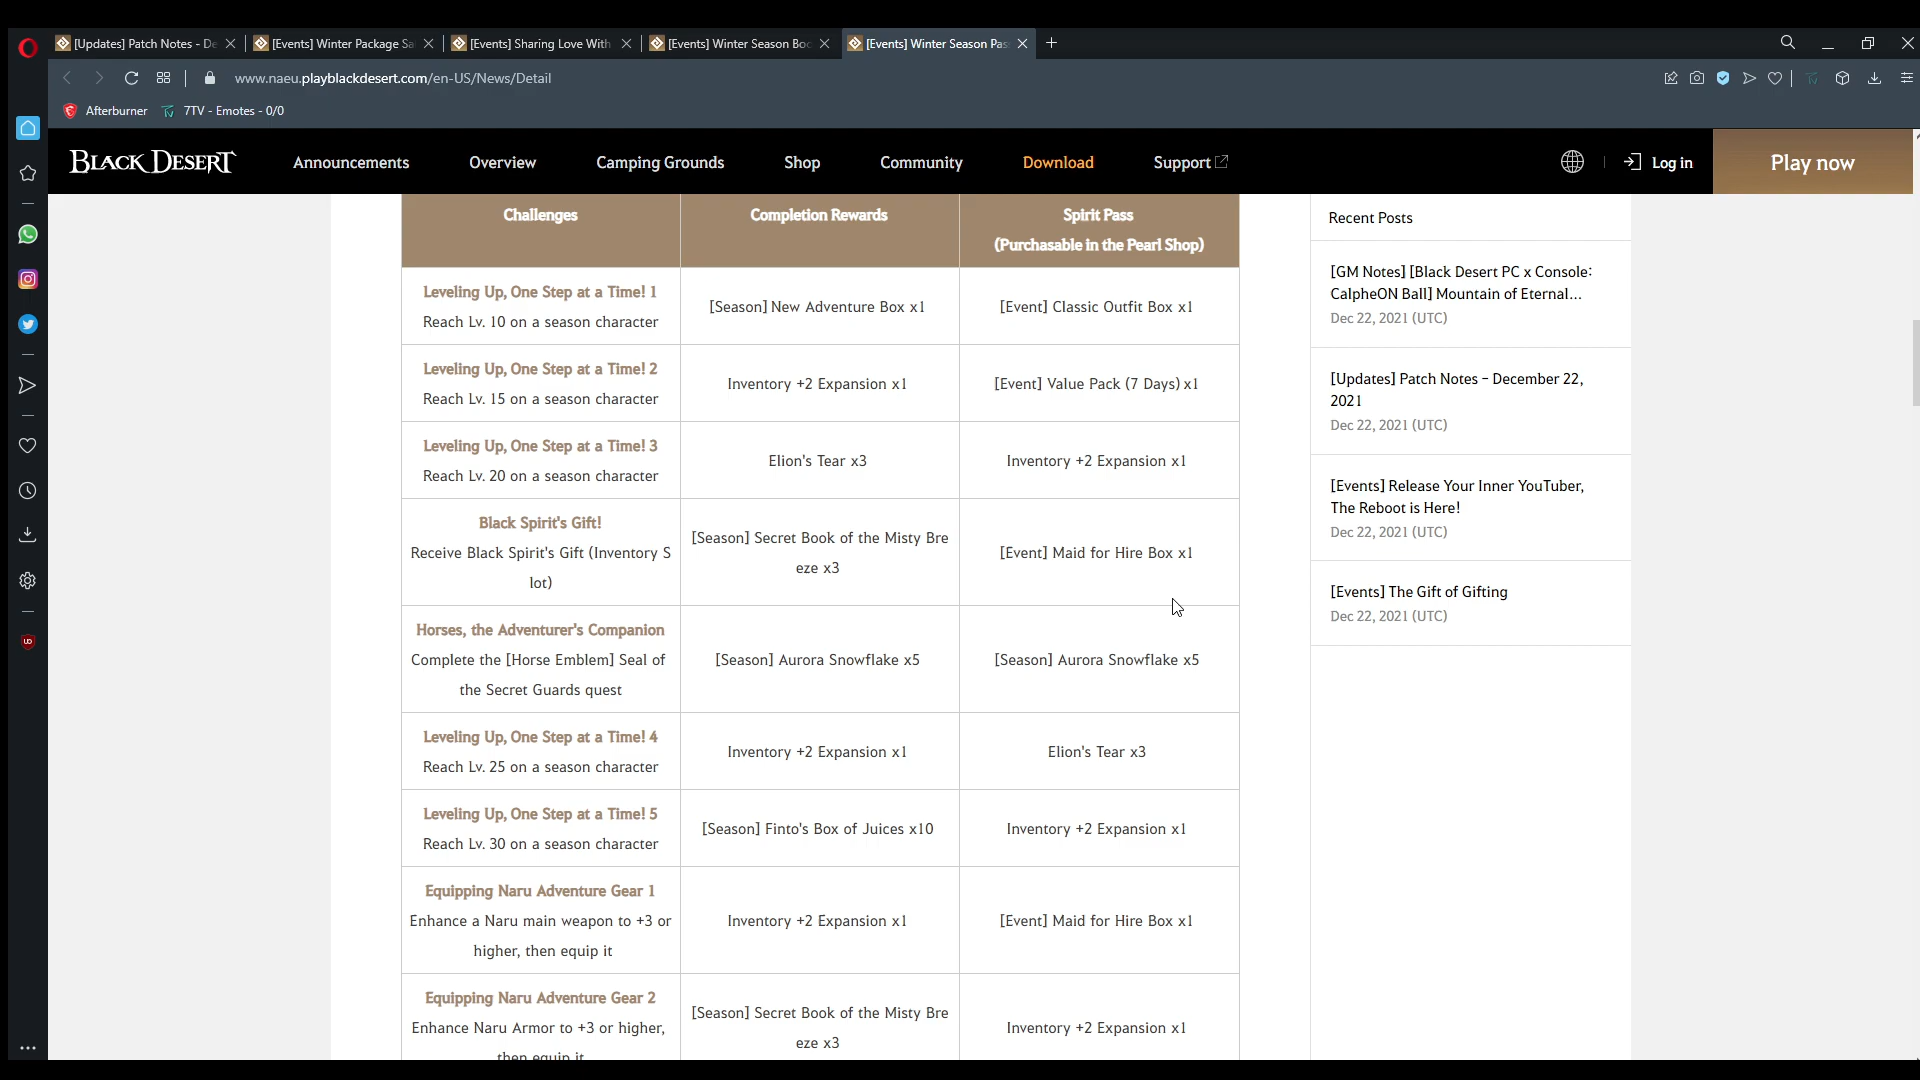 [Updates] Patch Notes - De
[Events] Winter Package Sa
[Events] Sharing Love With
[Events] Winter Season Boo
[Events] Winter Season Pas
www.naeu.playblackdesert.com/en-US/News/Detail
Afterburner
7TV - Emotes - 0/0
BLACK DESERT
Announcements
Overview
Camping Grounds
Shop
Community
Download
Support
Log in
Play now
Challenges
Completion Rewards
Spirit Pass
(Purchasable in the Pearl Shop)
Leveling Up, One Step at a Time! 1
Reach Lv. 10 on a season character
[Season] New Adventure Box x1
[Event] Classic Outfit Box x1
Leveling Up, One Step at a Time! 2
Reach Lv. 15 on a season character
Inventory +2 Expansion x1
[Event] Value Pack (7 Days) x1
Leveling Up, One Step at a Time! 3
Reach Lv. 20 on a season character
Elion's Tear x3
Inventory +2 Expansion x1
Black Spirit's Gift!
Receive Black Spirit's Gift (Inventory S
lot)
[Season] Secret Book of the Misty Bre
eze x3
[Event] Maid for Hire Box x1
Horses, the Adventurer's Companion
Complete the [Horse Emblem] Seal of
the Secret Guards quest
[Season] Aurora Snowflake x5
[Season] Aurora Snowflake x5
Leveling Up, One Step at a Time! 4
Reach Lv. 25 on a season character
Inventory +2 Expansion x1
Elion's Tear x3
Leveling Up, One Step at a Time! 5
Reach Lv. 30 on a season character
[Season] Finto's Box of Juices x10
Inventory +2 Expansion x1
Equipping Naru Adventure Gear 1
Enhance a Naru main weapon to +3 or
higher, then equip it
Inventory +2 Expansion x1
[Event] Maid for Hire Box x1
Equipping Naru Adventure Gear 2
Enhance Naru Armor to +3 or higher,
then equip it
[Season] Secret Book of the Misty Bre
eze x3
Inventory +2 Expansion x1
Recent Posts
[GM Notes] [Black Desert PC x Console:
CalpheON Ball] Mountain of Eternal...
Dec 22, 2021 (UTC)
[Updates] Patch Notes - December 22,
2021
Dec 22, 2021 (UTC)
[Events] Release Your Inner YouTuber,
The Reboot is Here!
Dec 22, 2021 (UTC)
[Events] The Gift of Gifting
Dec 22, 2021 (UTC)